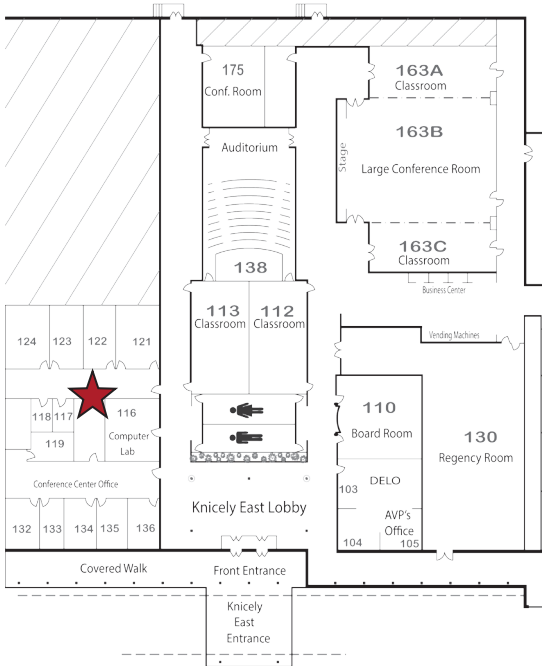 175
Conf. Room
163A
Classroom
Auditorium
Stage
163B
Large Conference Room
163C
Classroom
138
Business Center
113
Classroom
112
Classroom
Vending Machines
124
123
122
121
118
117
116
Computer
Lab
119
110
Board Room
130
Regency Room
Conference Center Office
103
DELO
AVP's
Office
104
105
132
133
134
135
136
Knicely East Lobby
Covered Walk
Front Entrance
Knicely
East
Entrance